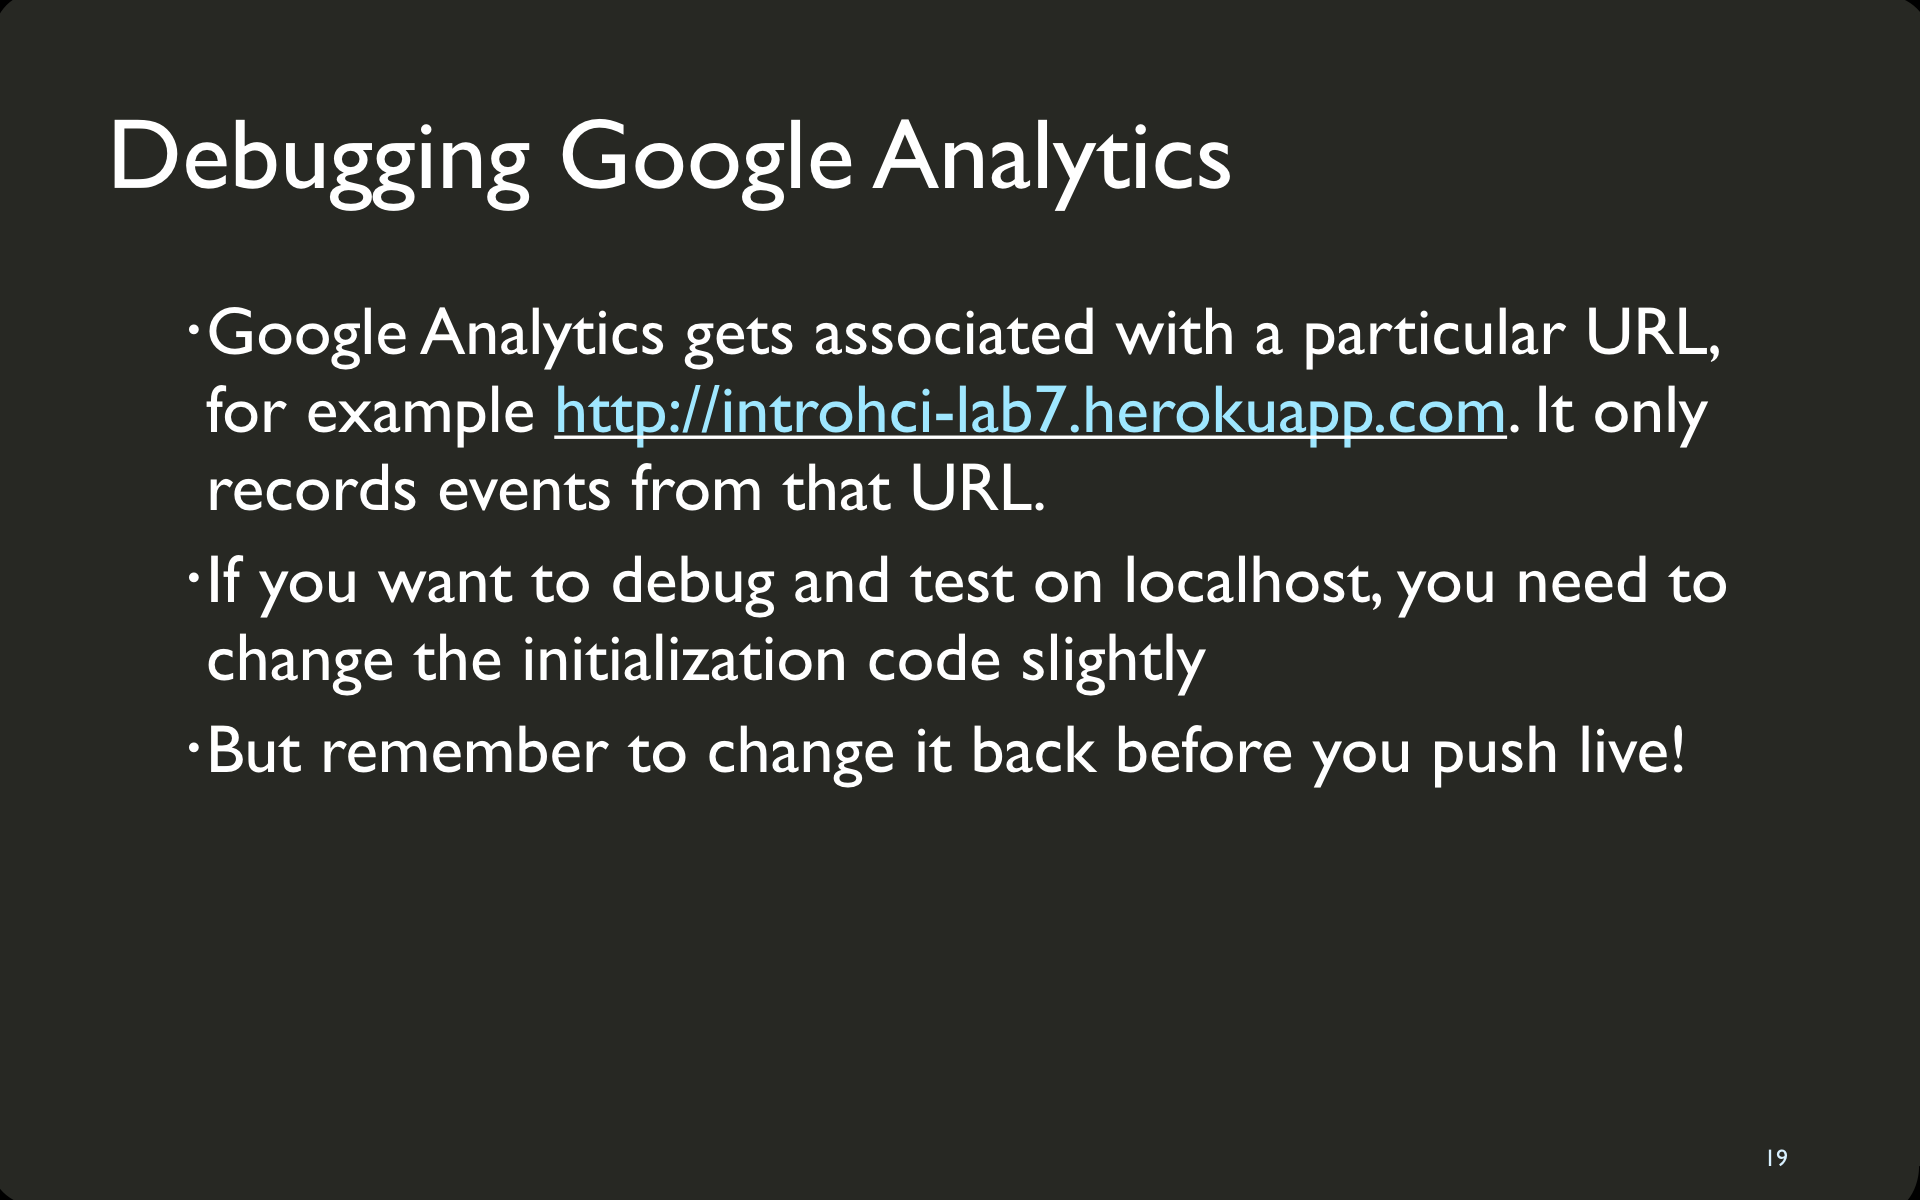 Debugging Google Analytics
•Google Analytics gets associated with a particular URL,
for example http://introhci-lab7.herokuapp.com. It only
records events from that URL.
•If you want to debug and test on localhost, you need to
change the initialization code slightly
•But remember to change it back before you push live!
19